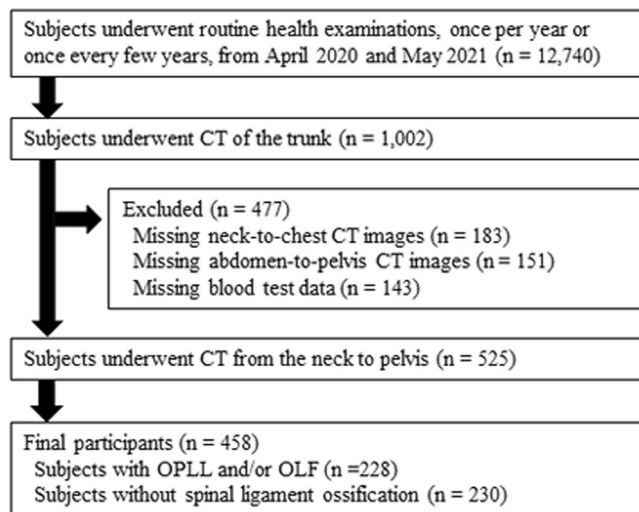 Subjects underwent routine health examinations, once per year or
once every few years, from April 2020 and May 2021 (n = 12,740)
Subjects underwent CT of the trunk (n = 1,002)
Excluded (n = 477)
Missing neck-to-chest CT images (n = 183)
Missing abdomen-to-pelvis CT images (n = 151)
Missing blood test data (n = 143)
Subjects underwent CT from the neck to pelvis (n = 525)
Final participants (n = 458)
Subjects with OPLL and/or OLF (n =228)
Subjects without spinal ligament ossification (n = 230)